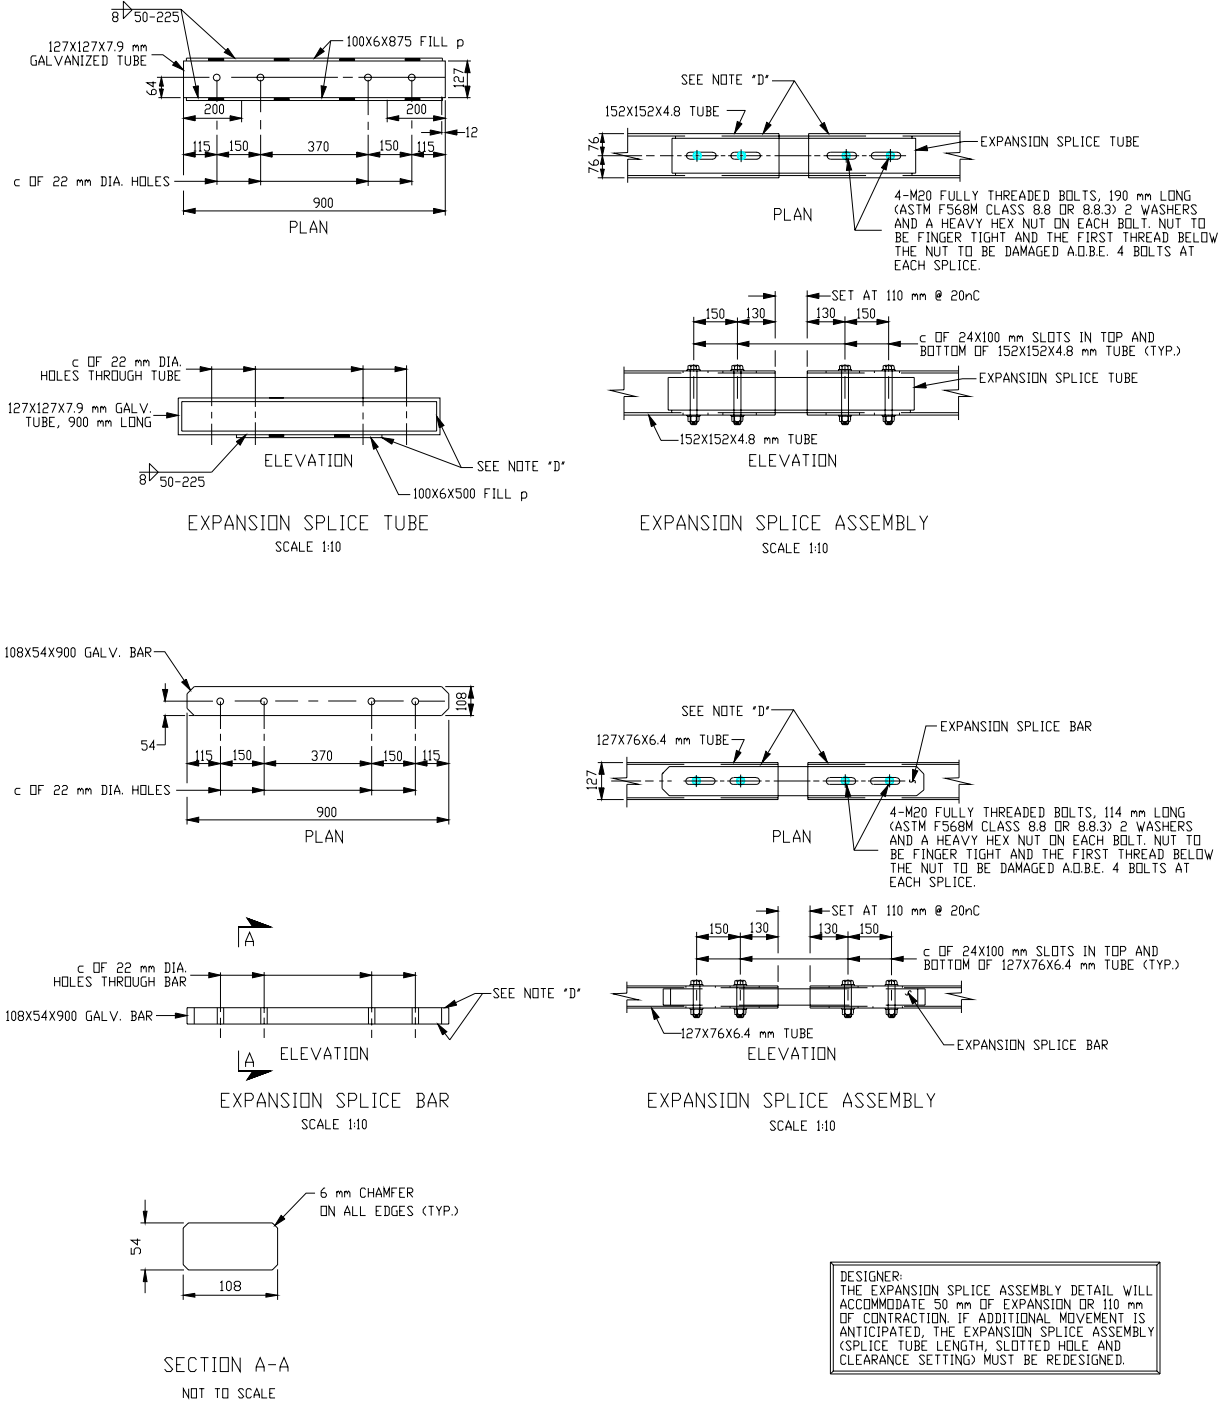 8 50-225
127X127X7.9 mm
GALVANIZED TUBE
100X6X875 FILL p
64
127
200
200
12
115
150
370
150
115
c OF 22 mm DIA. HOLES
900
PLAN
SEE NOTE "D"
152X152X4.8 TUBE
76
76
EXPANSION SPLICE TUBE
PLAN
4-M20 FULLY THREADED BOLTS, 190 mm LONG
(ASTM F568M CLASS 8.8 OR 8.8.3) 2 WASHERS
AND A HEAVY HEX NUT ON EACH BOLT. NUT TO
BE FINGER TIGHT AND THE FIRST THREAD BELOW
THE NUT TO BE DAMAGED A.O.B.E. 4 BOLTS AT
EACH SPLICE.
c OF 22 mm DIA.
HOLES THROUGH TUBE
127X127X7.9 mm GALV.
TUBE, 900 mm LONG
ELEVATION
SEE NOTE "D"
8 50-225
100X6X500 FILL p
EXPANSION SPLICE TUBE
SCALE 1:10
SET AT 110 mm @ 20nC
150
130
130
150
c OF 24X100 mm SLOTS IN TOP AND
BOTTOM OF 152X152X4.8 mm TUBE (TYP.)
EXPANSION SPLICE TUBE
152X152X4.8 mm TUBE
ELEVATION
EXPANSION SPLICE ASSEMBLY
SCALE 1:10
108X54X900 GALV. BAR
108
54
115
150
370
150
115
c OF 22 mm DIA. HOLES
900
PLAN
SEE NOTE "D"
EXPANSION SPLICE BAR
127X76X6.4 mm TUBE
127
PLAN
4-M20 FULLY THREADED BOLTS, 114 mm LONG
(ASTM F568M CLASS 8.8 OR 8.8.3) 2 WASHERS
AND A HEAVY HEX NUT ON EACH BOLT. NUT TO
BE FINGER TIGHT AND THE FIRST THREAD BELOW
THE NUT TO BE DAMAGED A.O.B.E. 4 BOLTS AT
EACH SPLICE.
A
c OF 22 mm DIA.
HOLES THROUGH BAR
SEE NOTE "D"
108X54X900 GALV. BAR
A
ELEVATION
EXPANSION SPLICE BAR
SCALE 1:10
SET AT 110 mm @ 20nC
150
130
130
150
c OF 24X100 mm SLOTS IN TOP AND
BOTTOM OF 127X76X6.4 mm TUBE (TYP.)
127X76X6.4 mm TUBE
EXPANSION SPLICE BAR
ELEVATION
EXPANSION SPLICE ASSEMBLY
SCALE 1:10
6 mm CHAMFER
ON ALL EDGES (TYP.)
54
108
SECTION A-A
NOT TO SCALE
DESIGNER:
THE EXPANSION SPLICE ASSEMBLY DETAIL WILL
ACCOMMODATE 50 mm OF EXPANSION OR 110 mm
OF CONTRACTION. IF ADDITIONAL MOVEMENT IS
ANTICIPATED, THE EXPANSION SPLICE ASSEMBLY
(SPLICE TUBE LENGTH, SLOTTED HOLE AND
CLEARANCE SETTING) MUST BE REDESIGNED.